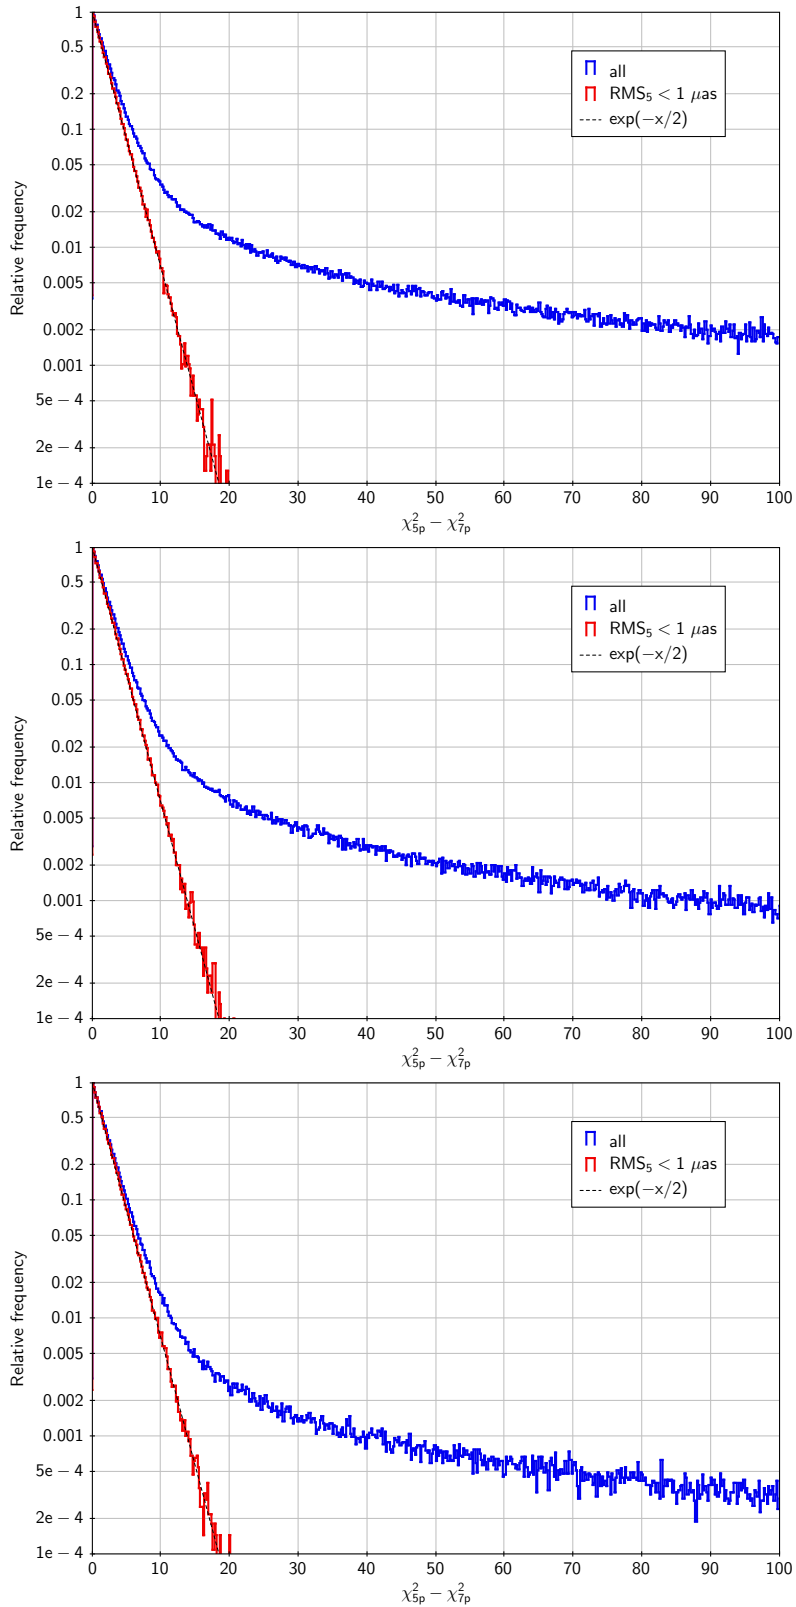 1
0.5
0.2
0.1
0.05
0.02
0.01
0.005
0.002
0.001
5e − 4
2e − 4
1e − 4
Relative frequency
all
RMS₅ < 1 μas
exp(−x/2)
0 10 20 30 40 50 60 70 80 90 100
χ²₅ₚ − χ²₇ₚ
1
0.5
0.2
0.1
0.05
0.02
0.01
0.005
0.002
0.001
5e − 4
2e − 4
1e − 4
Relative frequency
all
RMS₅ < 1 μas
exp(−x/2)
0 10 20 30 40 50 60 70 80 90 100
χ²₅ₚ − χ²₇ₚ
1
0.5
0.2
0.1
0.05
0.02
0.01
0.005
0.002
0.001
5e − 4
2e − 4
1e − 4
Relative frequency
all
RMS₅ < 1 μas
exp(−x/2)
0 10 20 30 40 50 60 70 80 90 100
χ²₅ₚ − χ²₇ₚ